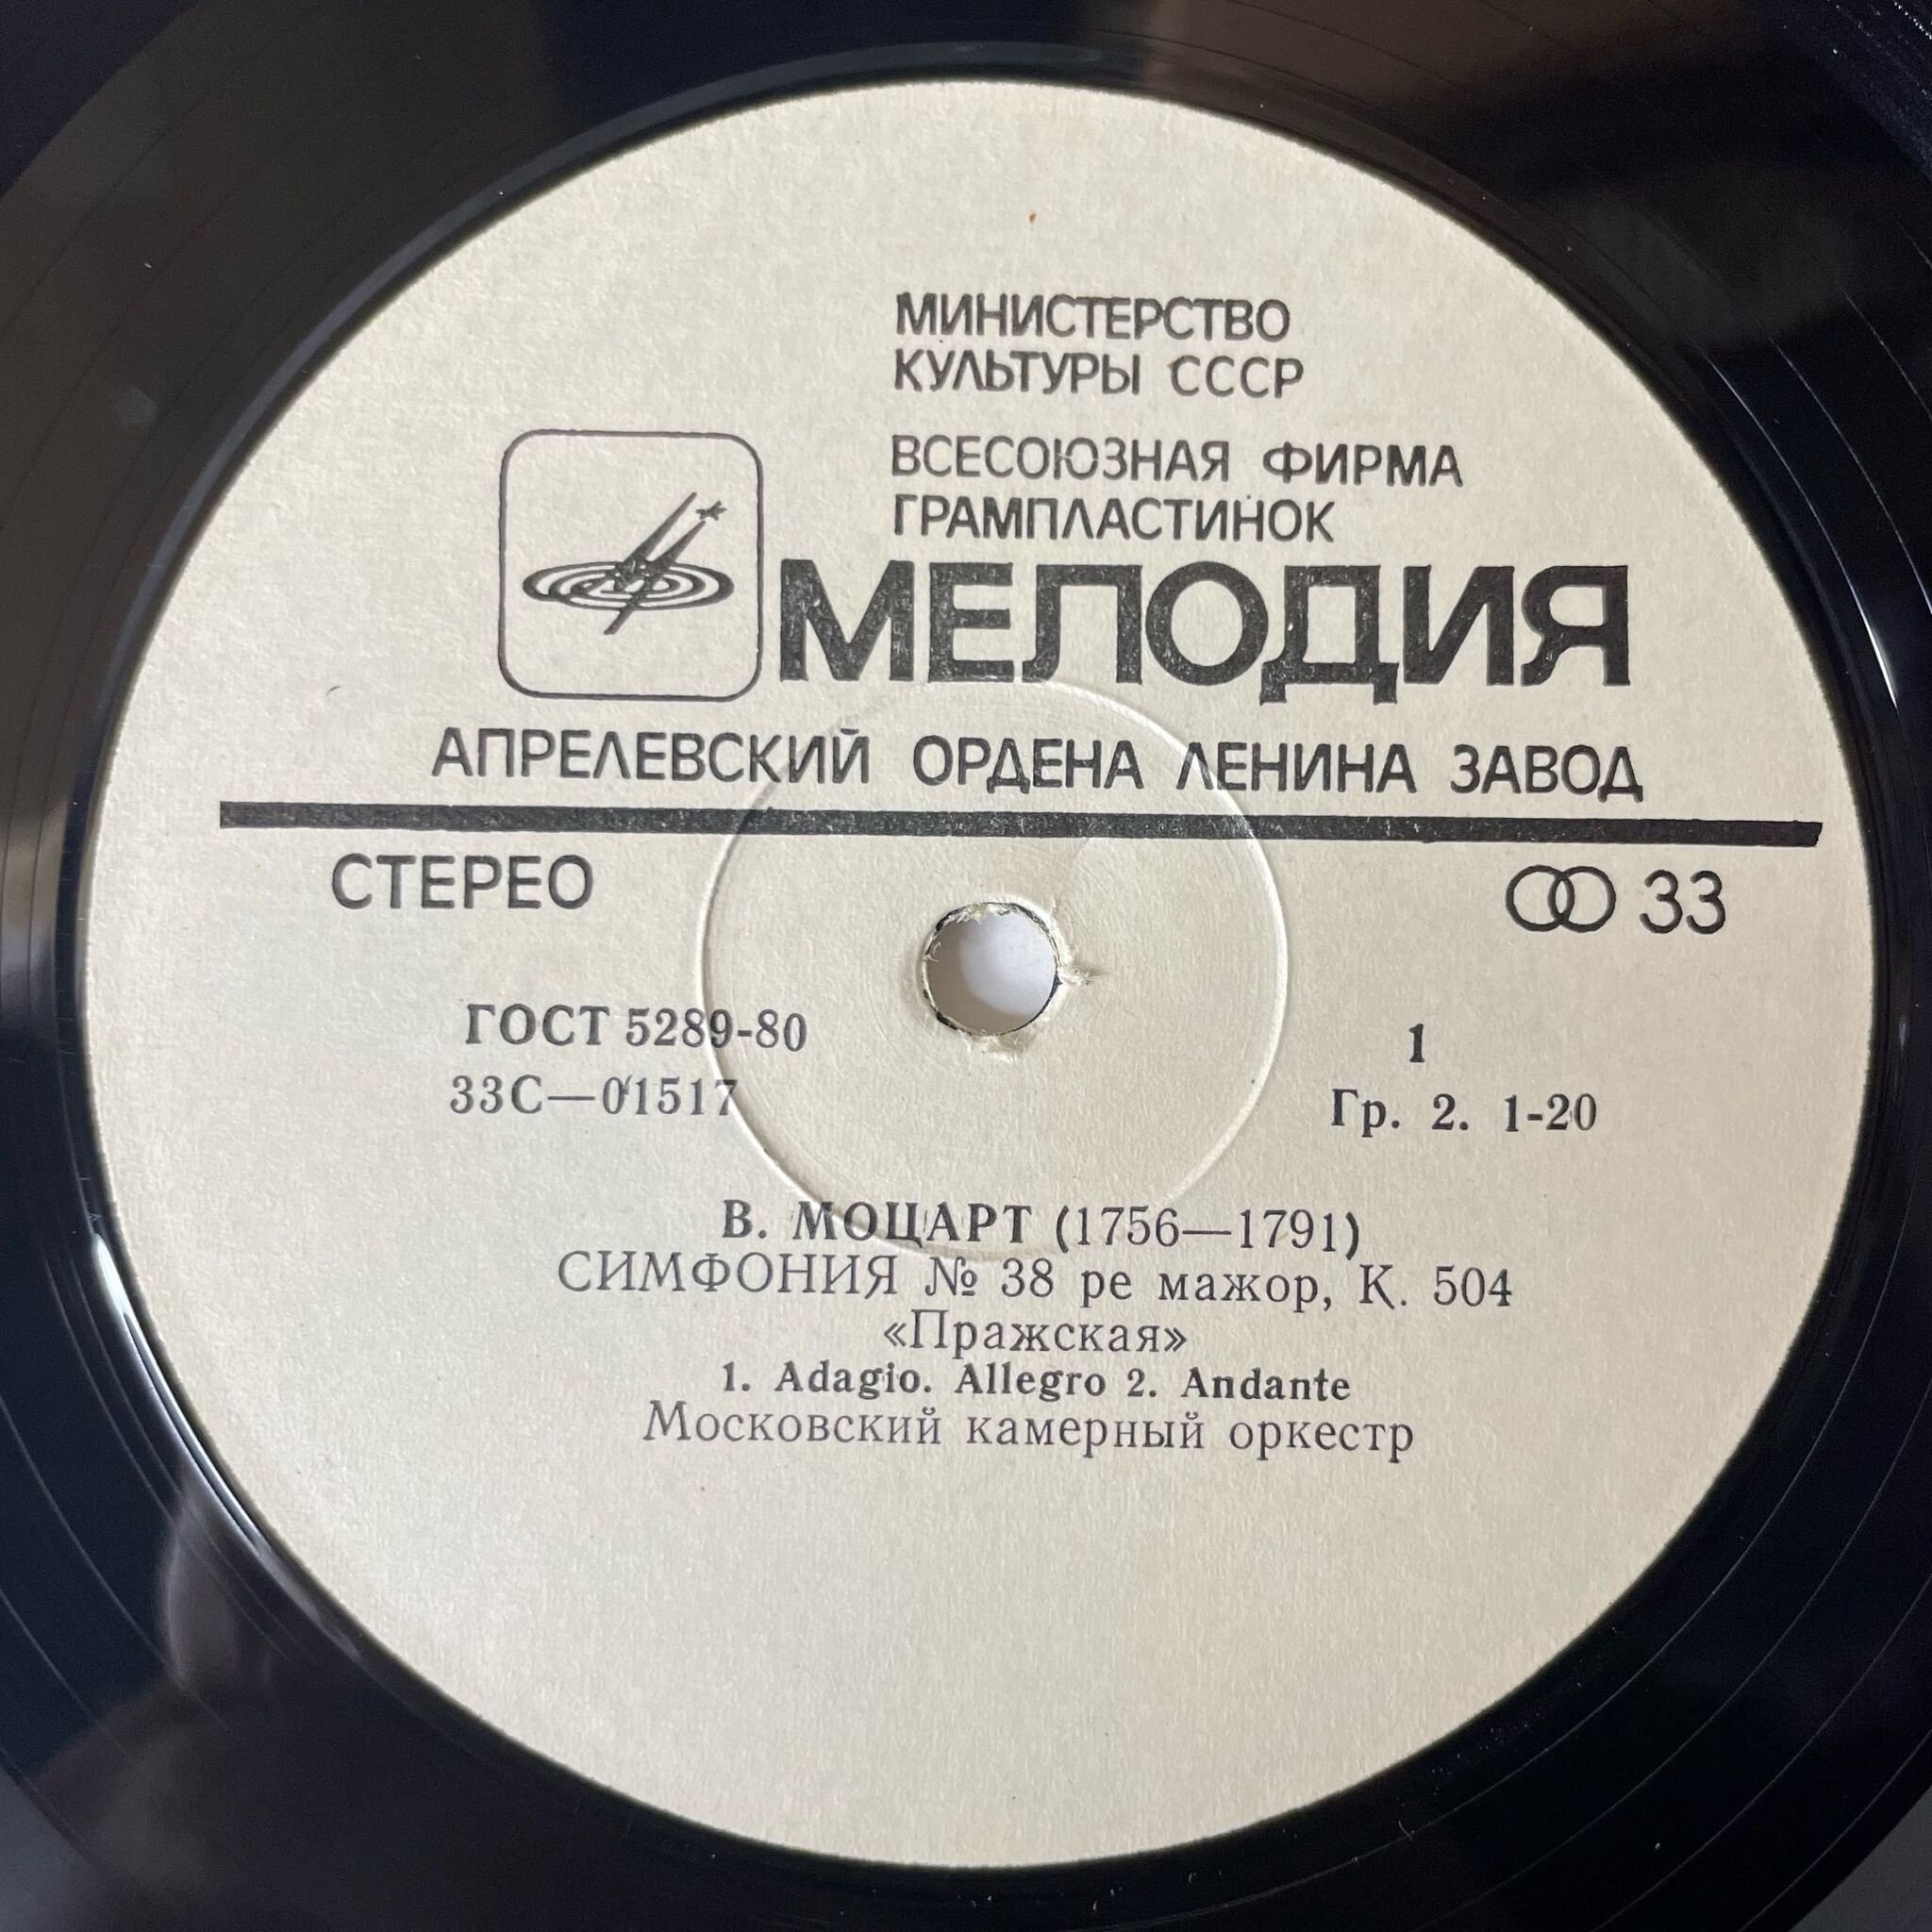 МИНИСТЕРСТВО
КУЛЬТУРЫ СССР
ВСЕСОЮЗНАЯ ФИРМА
ГРАМПЛАСТИНОК
МЕЛОДИЯ
АПРЕЛЕВСКИЙ ОРДЕНА ЛЕНИНА ЗАВОД
СТЕРЕО 33
ГОСТ 5289-80 1
33С—01517 Гр. 2. 1-20
В. МОЦАРТ (1756—1791)
СИМФОНИЯ № 38 ре мажор, К. 504
«Пражская»
1. Adagio. Allegro 2. Andante
Московский камерный оркестр